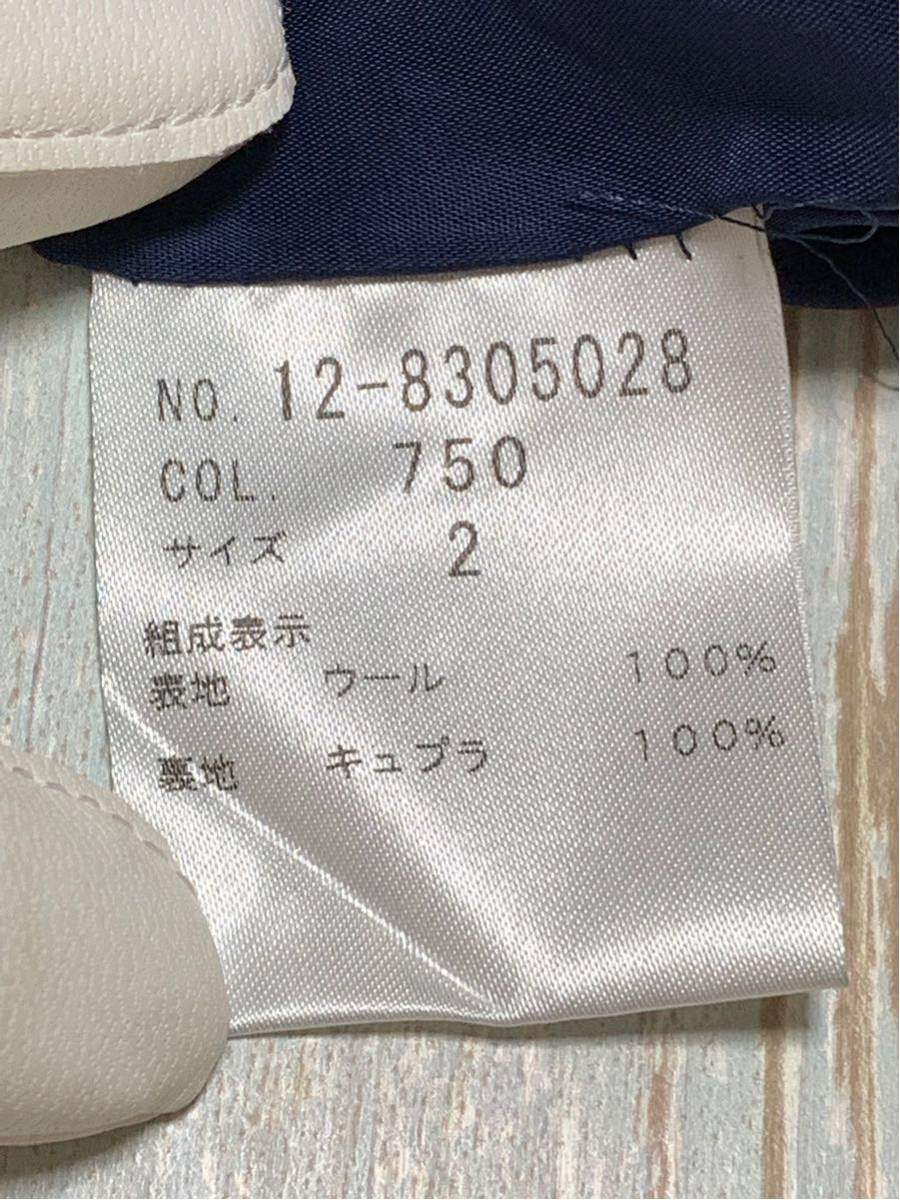 NO. 12-8305028
COL. 750
サイズ 2
組成表示
表地 ウール 100%
裏地 キュプラ 100%